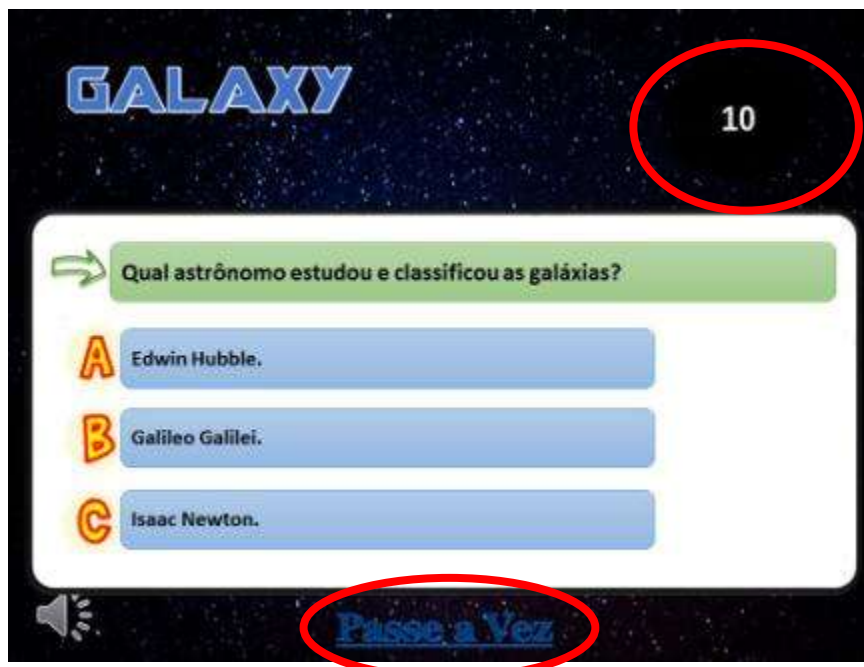 GALAXY
10
Qual astrônomo estudou e classificou as galáxias?
A
Edwin Hubble.
B
Galileo Galilei.
C
Isaac Newton.
Passe a Vez